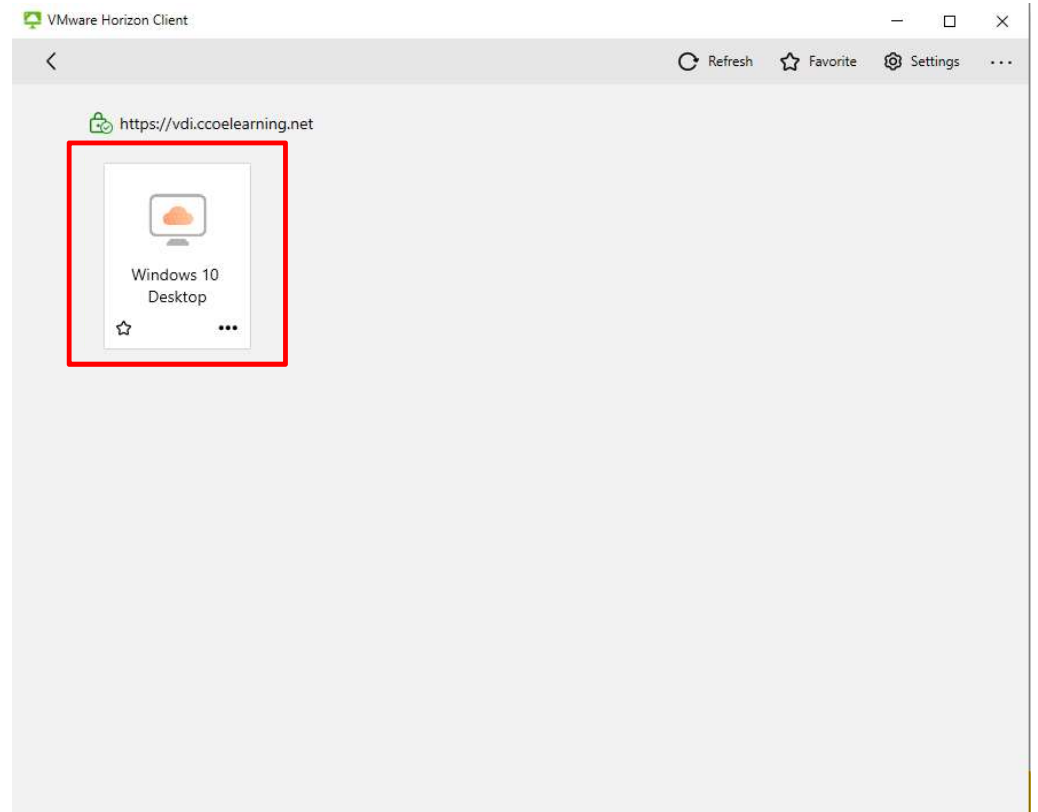 VMware Horizon Client
Refresh Favorite Settings
https://vdi.ccoelearning.net
Windows 10
Desktop